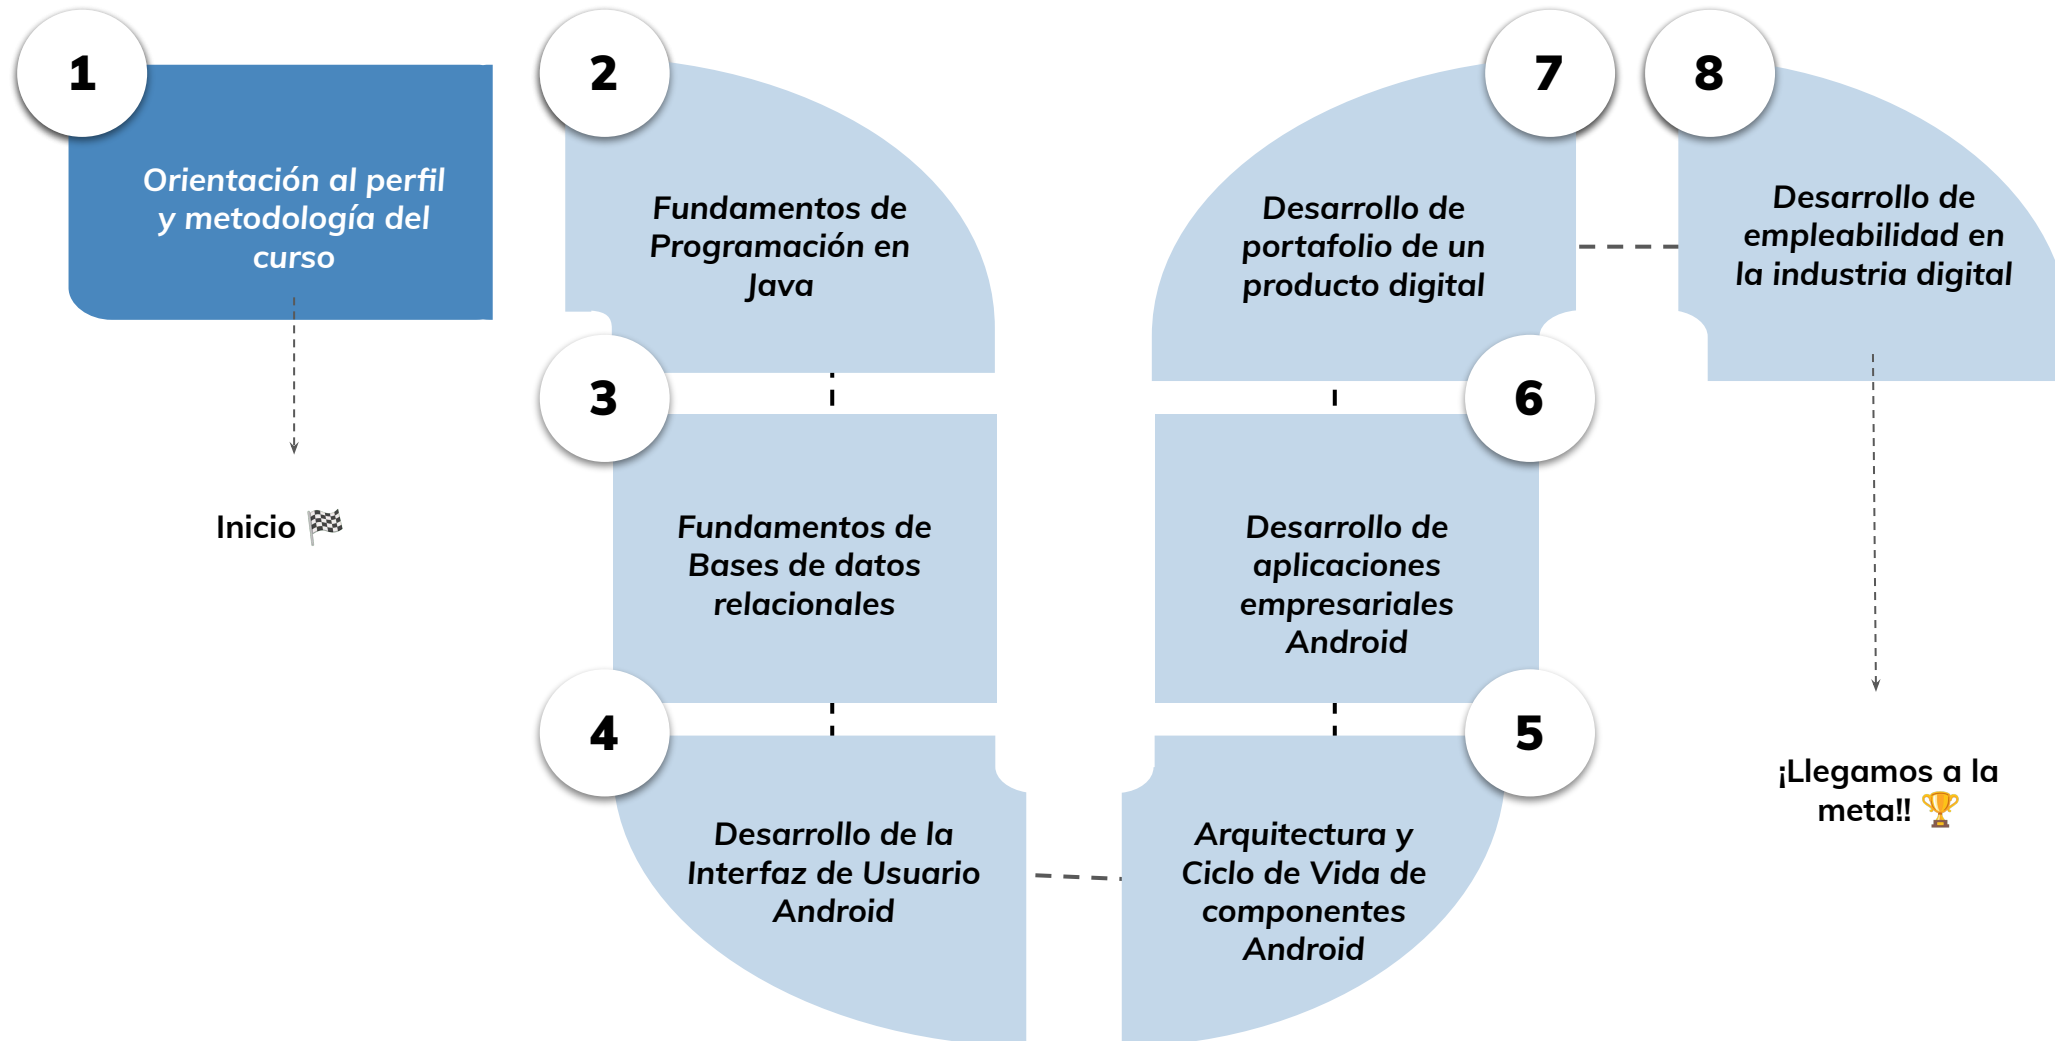 1
Orientación al perfil
y metodología del
curso
Inicio 🏁
2
Fundamentos de
Programación en
Java
3
Fundamentos de
Bases de datos
relacionales
4
Desarrollo de la
Interfaz de Usuario
Android
5
Arquitectura y
Ciclo de Vida de
componentes
Android
6
Desarrollo de
aplicaciones
empresariales
Android
7
Desarrollo de
portafolio de un
producto digital
8
Desarrollo de
empleabilidad en
la industria digital
¡Llegamos a la
meta!! 🏆